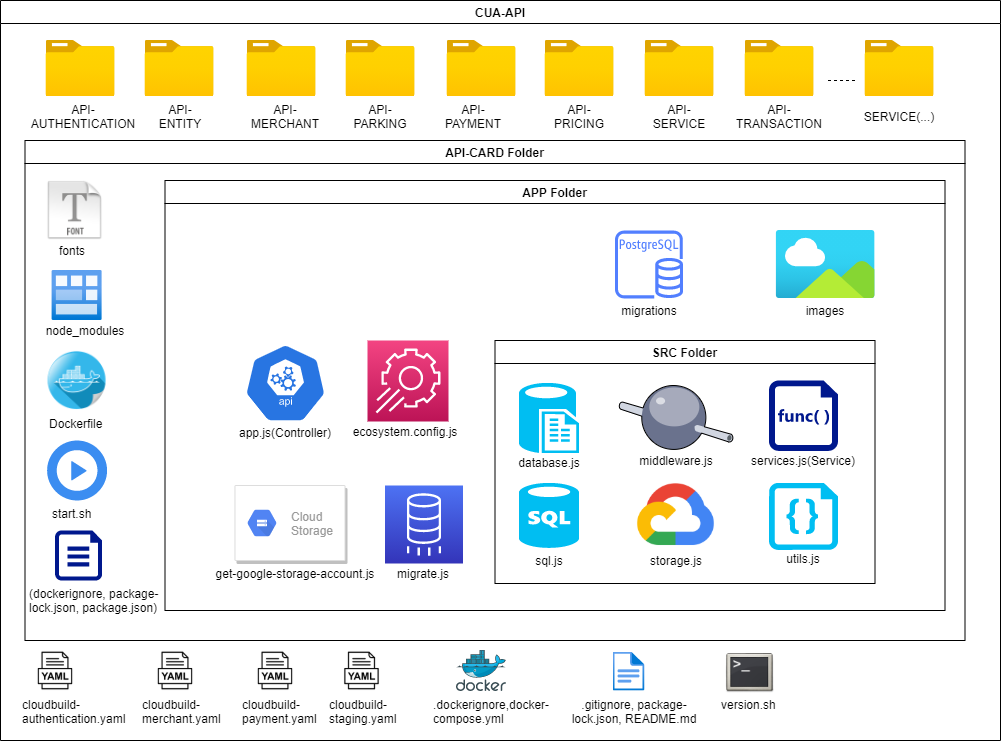 CUA-API
API-
AUTHENTICATION
API-
ENTITY
API-
MERCHANT
API-
PARKING
API-
PAYMENT
API-
PRICING
API-
SERVICE
API-
TRANSACTION
SERVICE(...)
API-CARD Folder
T
FONT
fonts
node_modules
Dockerfile
start.sh
(dockerignore, package-
lock.json, package.json)
APP Folder
PostgreSQL
migrations
images
api
app.js(Controller)
ecosystem.config.js
Cloud
Storage
get-google-storage-account.js
migrate.js
SRC Folder
database.js
middleware.js
func( )
services.js(Service)
SQL
sql.js
storage.js
{ }
utils.js
YAML
cloudbuild-
authentication.yaml
YAML
cloudbuild-
merchant.yaml
YAML
cloudbuild-
payment.yaml
YAML
cloudbuild-
staging.yaml
docker
.dockerignore,docker-
compose.yml
.gitignore, package-
lock.json, README.md
>_
version.sh